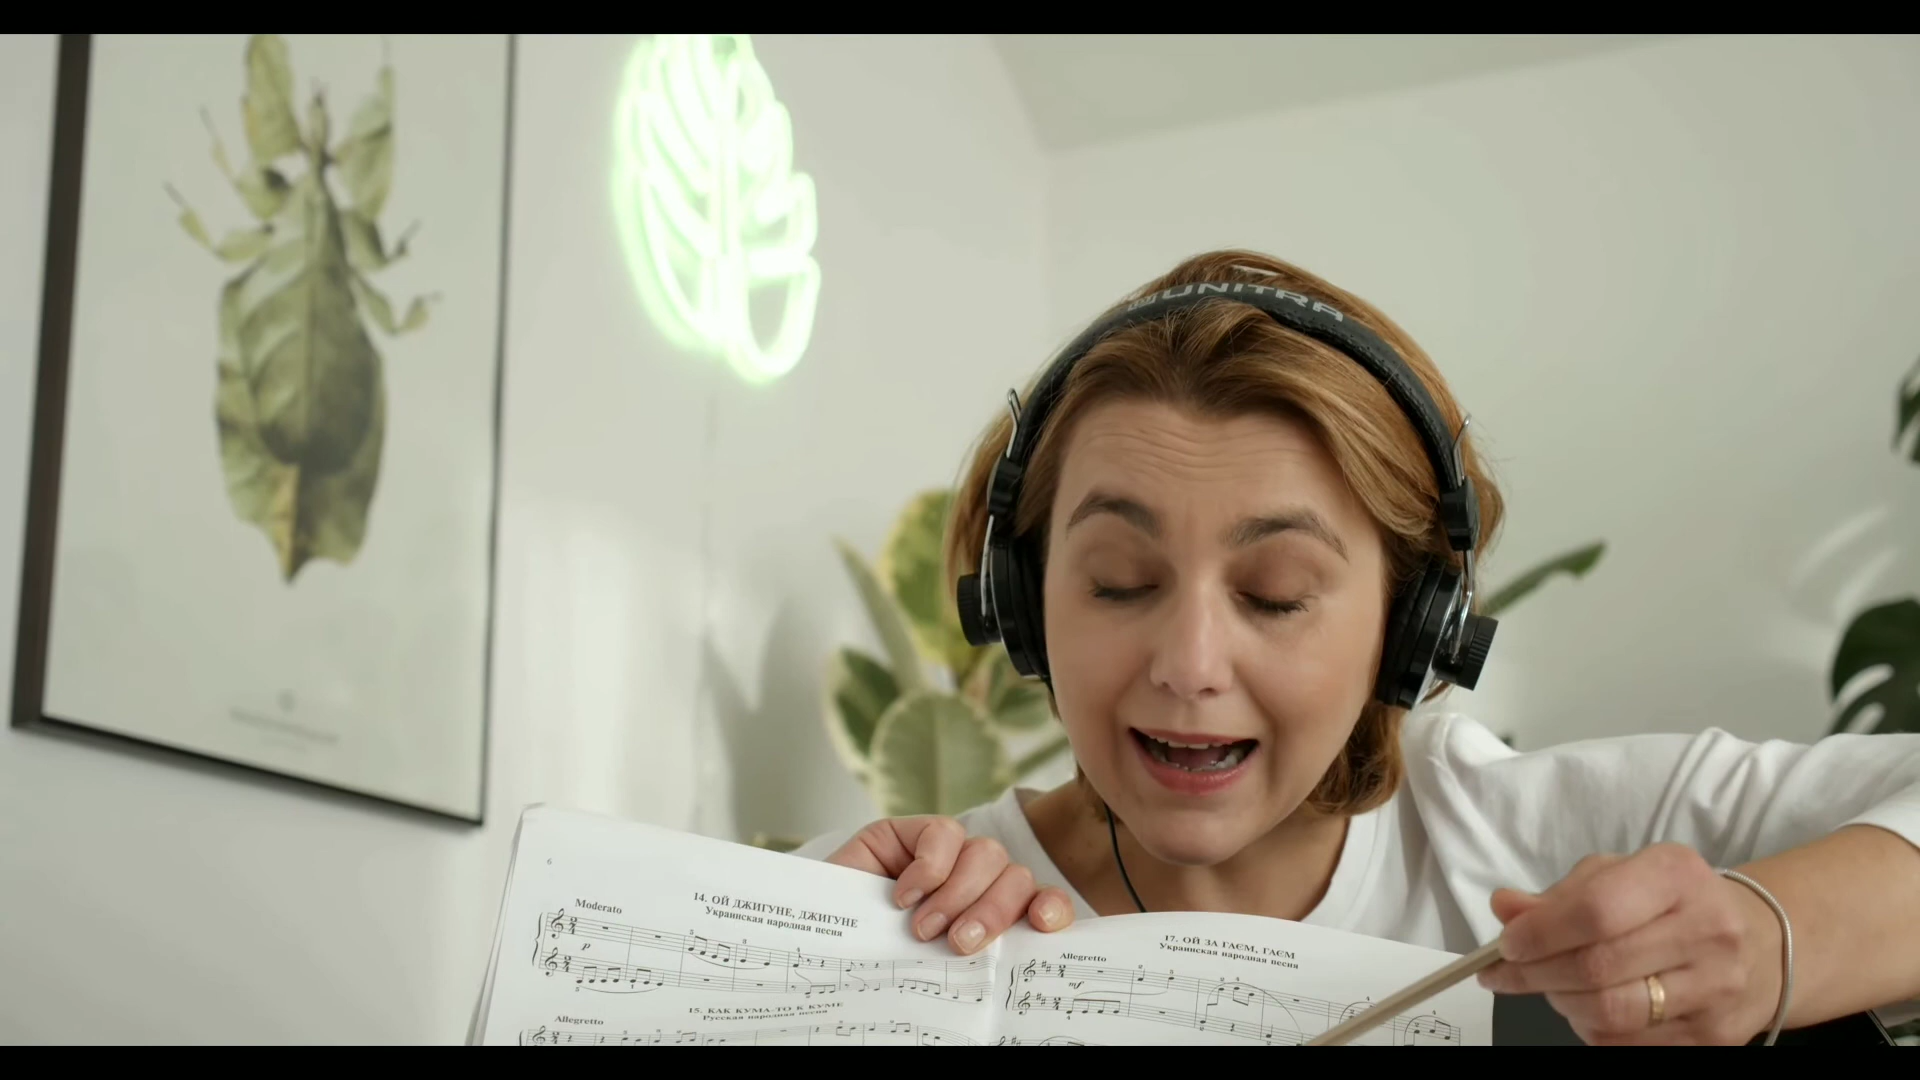 UNITRA
6
14. ОЙ ДЖИГУНЕ, ДЖИГУНЕ
Украинская народная песня
Moderato
p
15. КАК КУМА-ТО К КУМЕ
Русская народная песня
Allegretto
17. ОЙ ЗА ГАЄМ, ГАЄМ
Украинская народная песня
Allegretto
mf